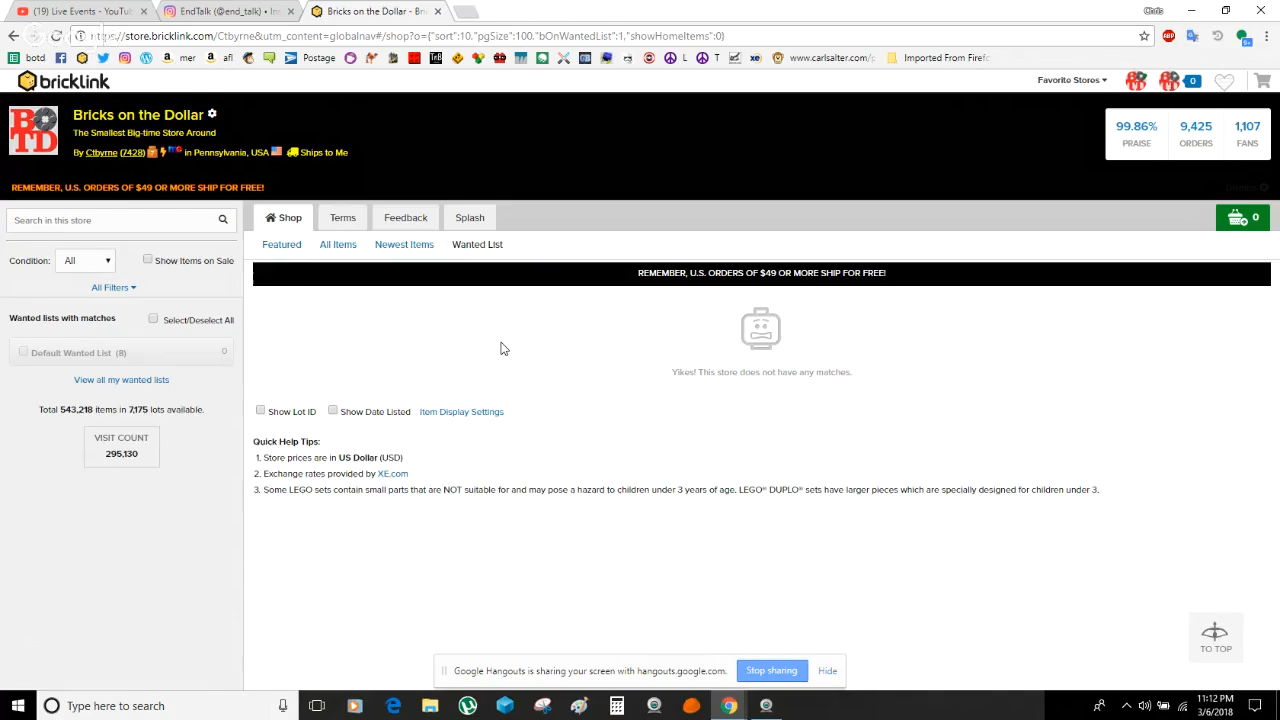 (19) Live Events - YouTu
EndTalk (@end_talk) • In
Bricks on the Dollar - Bri
Chris
https://store.bricklink.com/Ctbyrne&utm_content=globalnav#/shop?o={"sort":10,"pgSize":100,"bOnWantedList":1,"showHomeItems":0}
botd
mer
afl
Postage
L
T
www.carlsalter.com/p
Imported From Firef
bricklink
Favorite Stores
0
BOTD
Bricks on the Dollar
The Smallest Big-time Store Around
By Ctbyrne (7428) in Pennsylvania, USA Ships to Me
99.86% PRAISE
9,425 ORDERS
1,107 FANS
REMEMBER, U.S. ORDERS OF $49 OR MORE SHIP FOR FREE!
Search in this store
Shop
Terms
Feedback
Splash
0
Featured
All Items
Newest Items
Wanted List
Condition: All
Show Items on Sale
All Filters
REMEMBER, U.S. ORDERS OF $49 OR MORE SHIP FOR FREE!
Wanted lists with matches
Select/Deselect All
Default Wanted List (8) 0
View all my wanted lists
Total 543,218 items in 7,175 lots available.
VISIT COUNT
295,130
Yikes! This store does not have any matches.
Show Lot ID
Show Date Listed
Item Display Settings
Quick Help Tips:
1. Store prices are in US Dollar (USD)
2. Exchange rates provided by XE.com
3. Some LEGO sets contain small parts that are NOT suitable for and may pose a hazard to children under 3 years of age. LEGO® DUPLO® sets have larger pieces which are specially designed for children under 3.
TO TOP
Google Hangouts is sharing your screen with hangouts.google.com.
Stop sharing
Hide
Type here to search
11:12 PM
3/6/2018